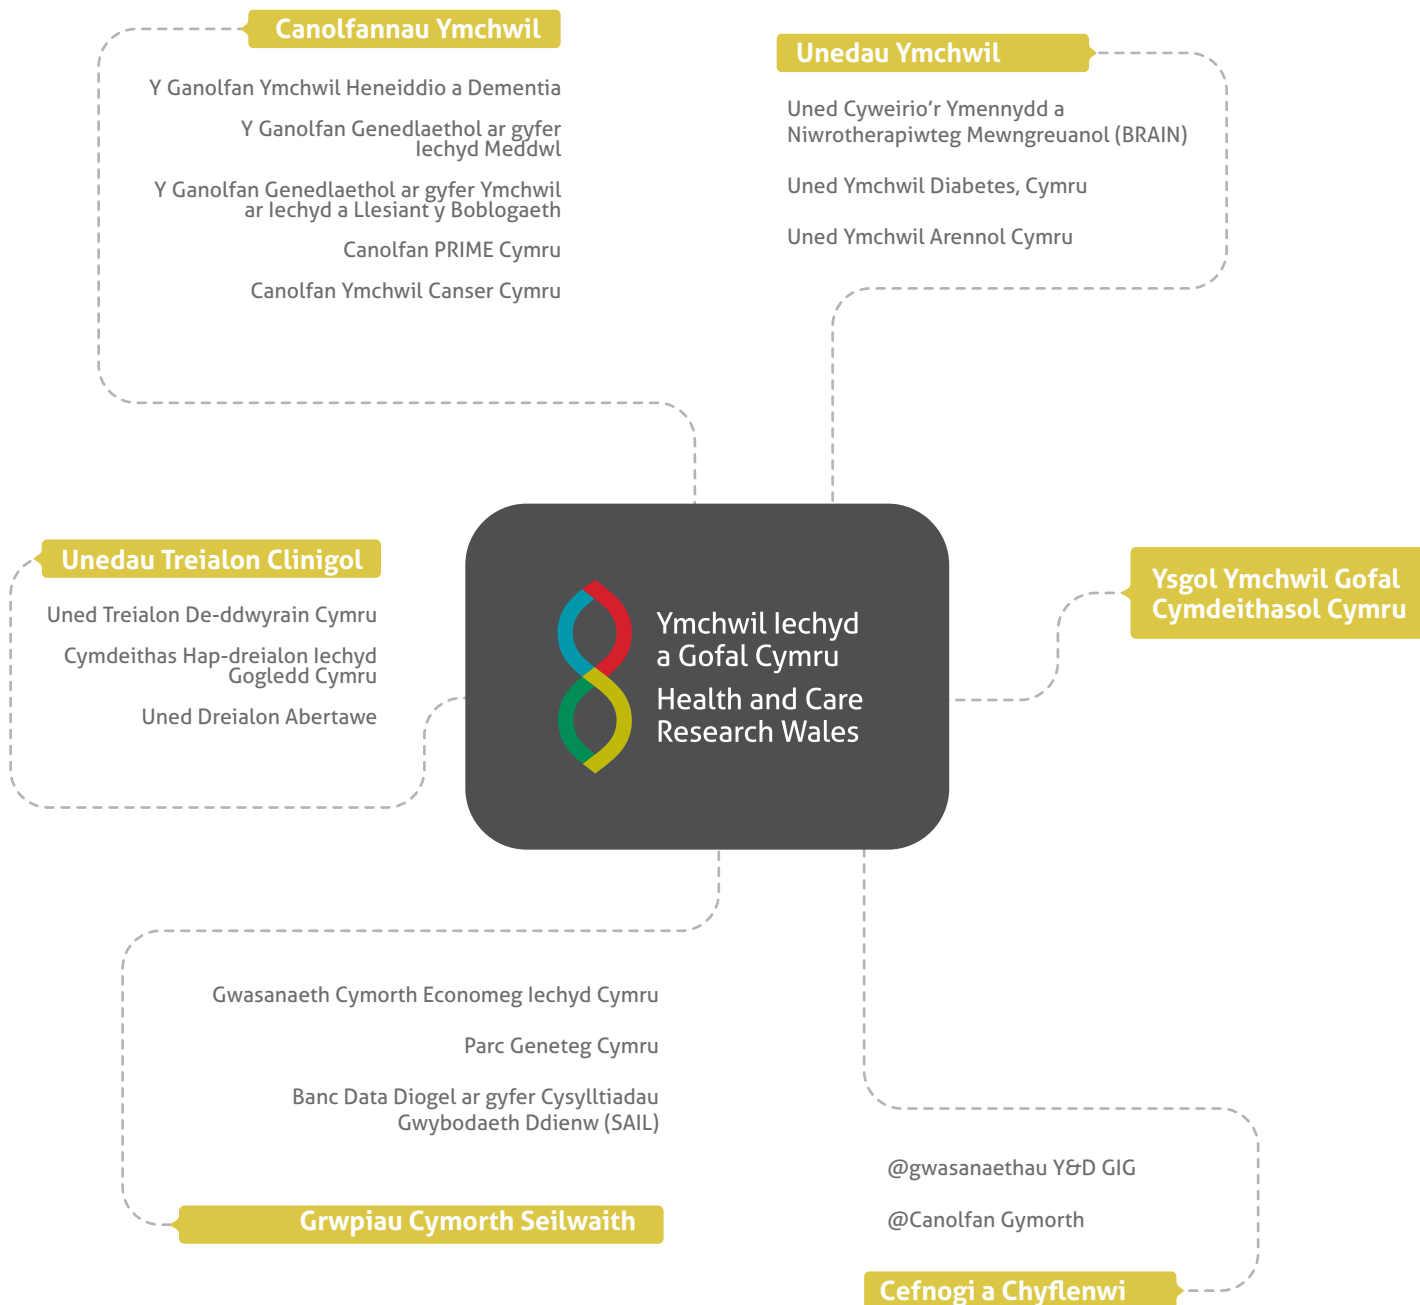 Canolfannau Ymchwil
Y Ganolfan Ymchwil Heneiddio a Dementia
Y Ganolfan Genedlaethol ar gyfer
Iechyd Meddwl
Y Ganolfan Genedlaethol ar gyfer Ymchwil
ar Iechyd a Llesiant y Boblogaeth
Canolfan PRIME Cymru
Canolfan Ymchwil Canser Cymru
Unedau Ymchwil
Uned Cyweirio’r Ymennydd a
Niwrotherapiwteg Mewngreuanol (BRAIN)
Uned Ymchwil Diabetes, Cymru
Uned Ymchwil Arennol Cymru
Unedau Treialon Clinigol
Uned Treialon De-ddwyrain Cymru
Cymdeithas Hap-dreialon Iechyd
Gogledd Cymru
Uned Dreialon Abertawe
Ymchwil Iechyd
a Gofal Cymru
Health and Care
Research Wales
Ysgol Ymchwil Gofal
Cymdeithasol Cymru
Gwasanaeth Cymorth Economeg Iechyd Cymru
Parc Geneteg Cymru
Banc Data Diogel ar gyfer Cysylltiadau
Gwybodaeth Ddienw (SAIL)
Grwpiau Cymorth Seilwaith
@gwasanaethau Y&D GIG
@Canolfan Gymorth
Cefnogi a Chyflenwi